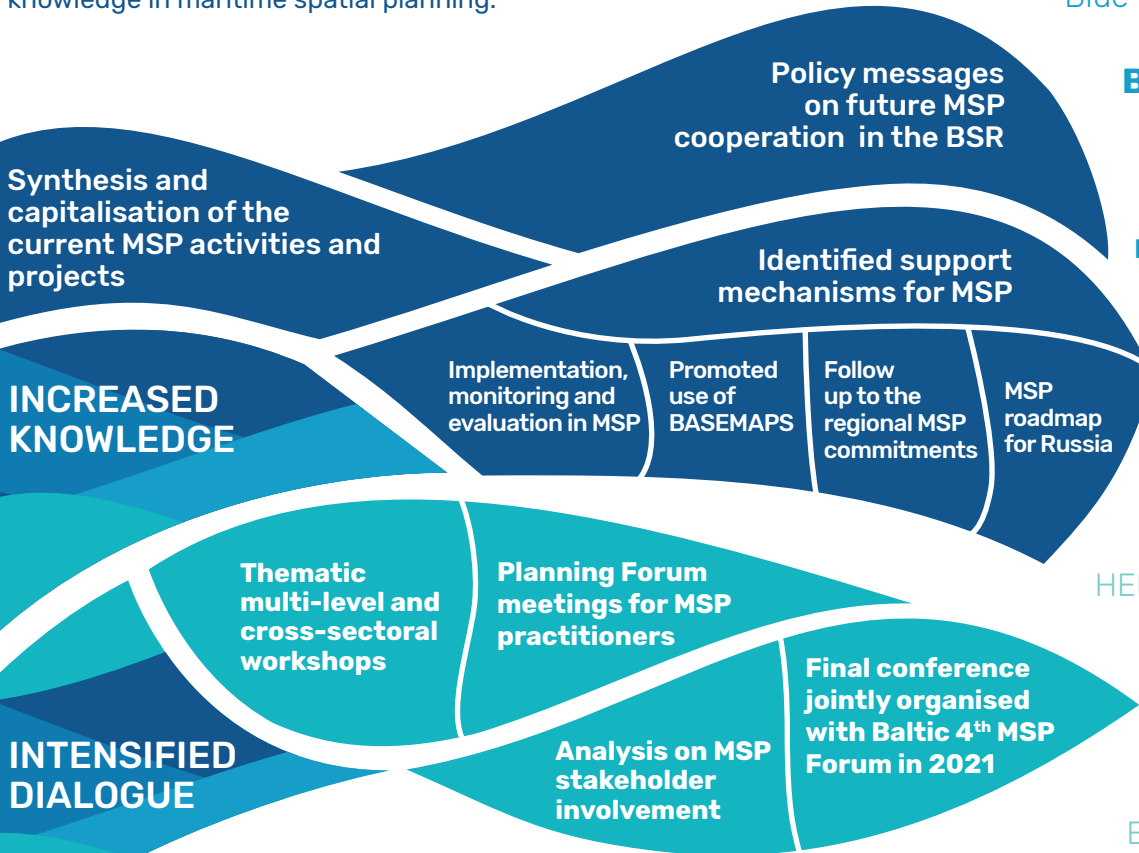 knowledge in maritime spatial planning.
Blue
Policy messages
on future MSP
cooperation in the BSR
Synthesis and
capitalisation of the
current MSP activities and
projects
Identified support
mechanisms for MSP
INCREASED
KNOWLEDGE
Implementation,
monitoring and
evaluation in MSP
Promoted
use of
BASEMAPS
Follow
up to the
regional MSP
commitments
MSP
roadmap
for Russia
Thematic
multi-level and
cross-sectoral
workshops
Planning Forum
meetings for MSP
practitioners
INTENSIFIED
DIALOGUE
Analysis on MSP
stakeholder
involvement
Final conference
jointly organised
with Baltic 4th MSP
Forum in 2021